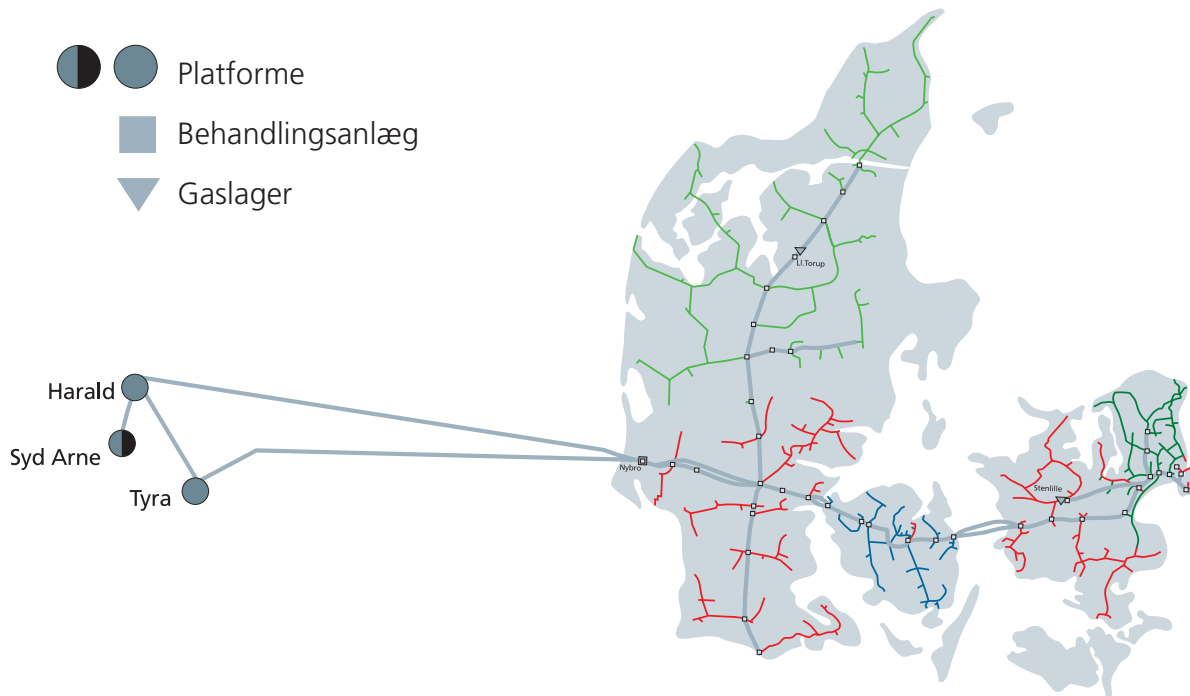 Platforme
Behandlingsanlæg
Gaslager
Ll.Torup
Harald
Syd Arne
Nybro
Tyra
Stenlille